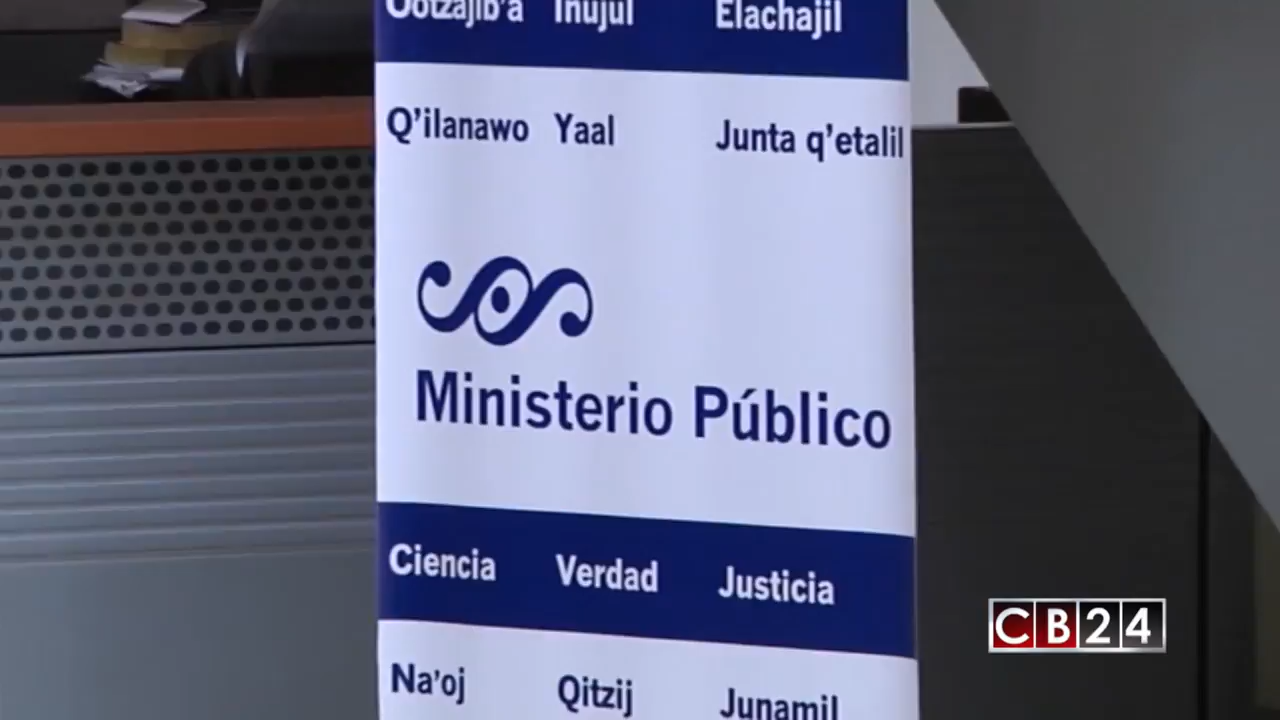 Ootzajib'a Inujul Elachajil
Q'ilanawo Yaal Junta q'etalil
Ministerio Público
Ciencia Verdad Justicia
CB24
Na'oj Qitzij Junamil